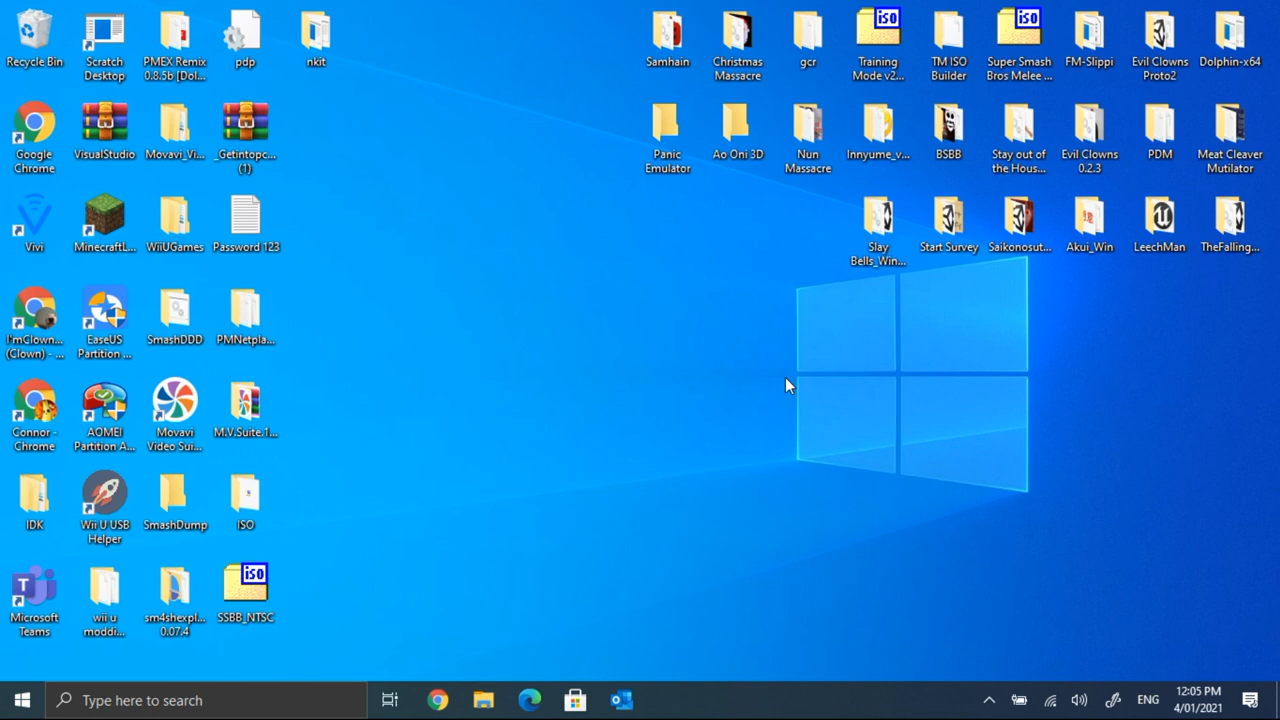 Recycle Bin
Scratch
Desktop
PMEX Remix
0.8.5b [Dol...
pdp
nkit
Samhain
Christmas
Massacre
gcr
iso
Training
Mode v2...
TM ISO
Builder
iso
Super Smash
Bros Melee ...
FM-Slippi
Evil Clowns
Proto2
Dolphin-x64
Google
Chrome
VisualStudio
Movavi_Vi...
_Getintopc...
(1)
Panic
Emulator
Ao Oni 3D
Nun
Massacre
Innyume_v...
BSBB
Stay out of
the Hous...
Evil Clowns
0.2.3
PDM
Meat Cleaver
Mutilator
Vivi
MinecraftL...
WiiUGames
Password 123
Slay
Bells_Win...
Start Survey
Saikonosut...
Akui_Win
LeechMan
TheFalling...
I'mClown...
(Clown) - ...
EaseUS
Partition ...
SmashDDD
PMNetpla...
Connor -
Chrome
AOMEI
Partition A...
Movavi
Video Sui...
M.V.Suite.1...
IDK
Wii U USB
Helper
SmashDump
ISO
Microsoft
Teams
wii u
moddi...
sm4shexpl...
0.07.4
iso
SSBB_NTSC
Type here to search
ENG
12:05 PM
4/01/2021